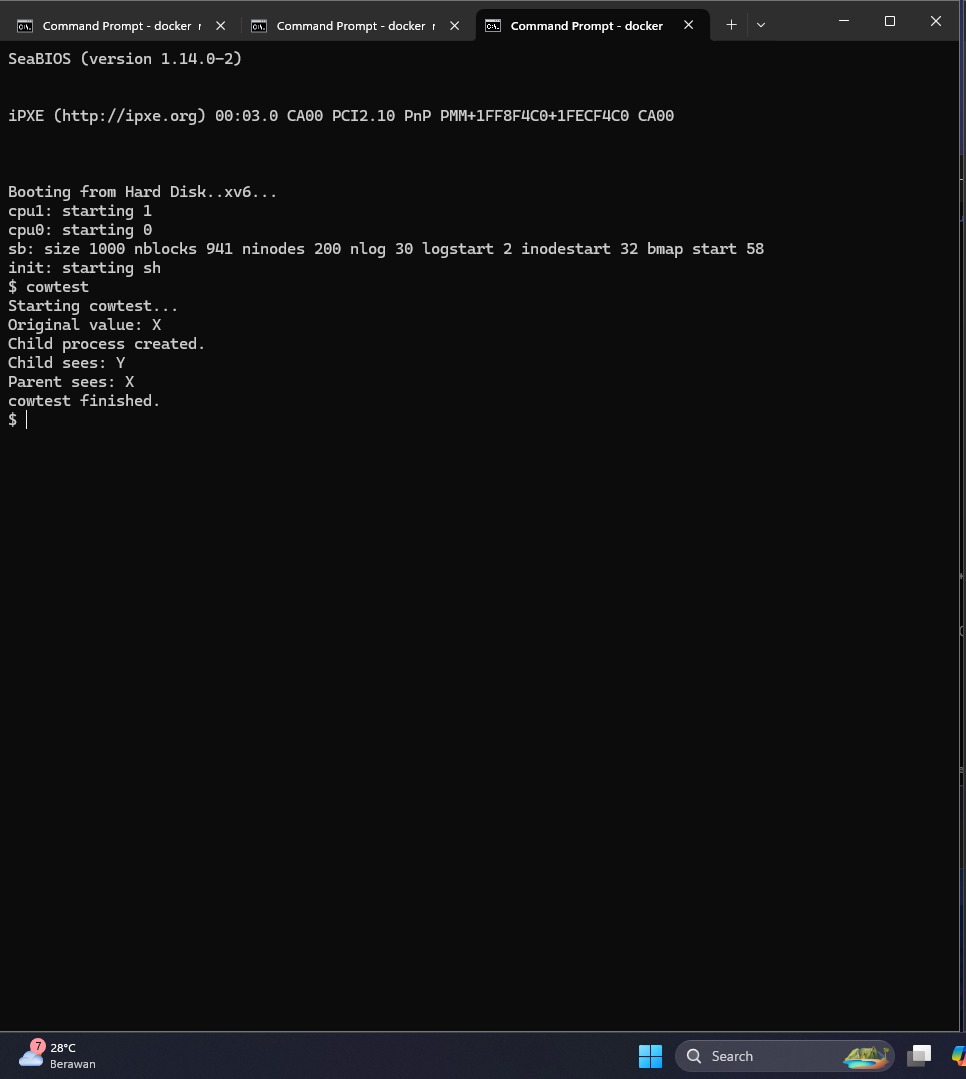 Command Prompt - docker r
Command Prompt - docker r
Command Prompt - docker
SeaBIOS (version 1.14.0-2)
iPXE (http://ipxe.org) 00:03.0 CA00 PCI2.10 PnP PMM+1FF8F4C0+1FECF4C0 CA00
Booting from Hard Disk..xv6...
cpu1: starting 1
cpu0: starting 0
sb: size 1000 nblocks 941 ninodes 200 nlog 30 logstart 2 inodestart 32 bmap start 58
init: starting sh
$ cowtest
Starting cowtest...
Original value: X
Child process created.
Child sees: Y
Parent sees: X
cowtest finished.
$
7
28°C
Berawan
Search